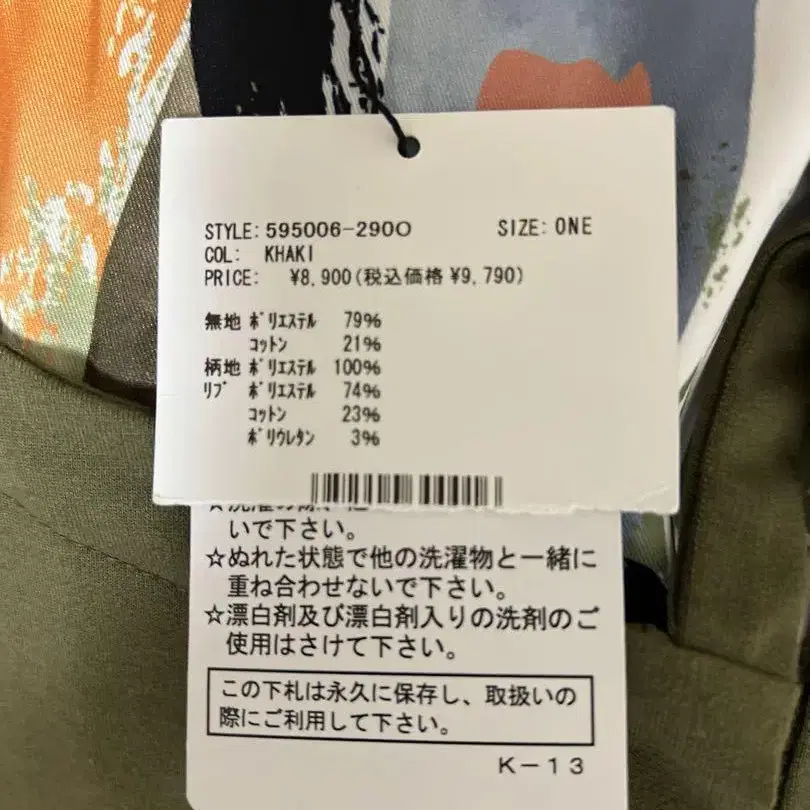 STYLE: 595006-2900 SIZE: ONE
COL: KHAKI
PRICE: ¥8,900(税込価格 ¥9,790)
無地 ポリエステル 79%
コットン 21%
柄地 ポリエステル 100%
リブ ポリエステル 74%
コットン 23%
ポリウレタン 3%
いで下さい。
☆ぬれた状態で他の洗濯物と一緒に
重ね合わせないで下さい。
☆漂白剤及び漂白剤入りの洗剤のご
使用はさけて下さい。
この下札は永久に保存し、取扱いの
際にご利用して下さい。
K-13